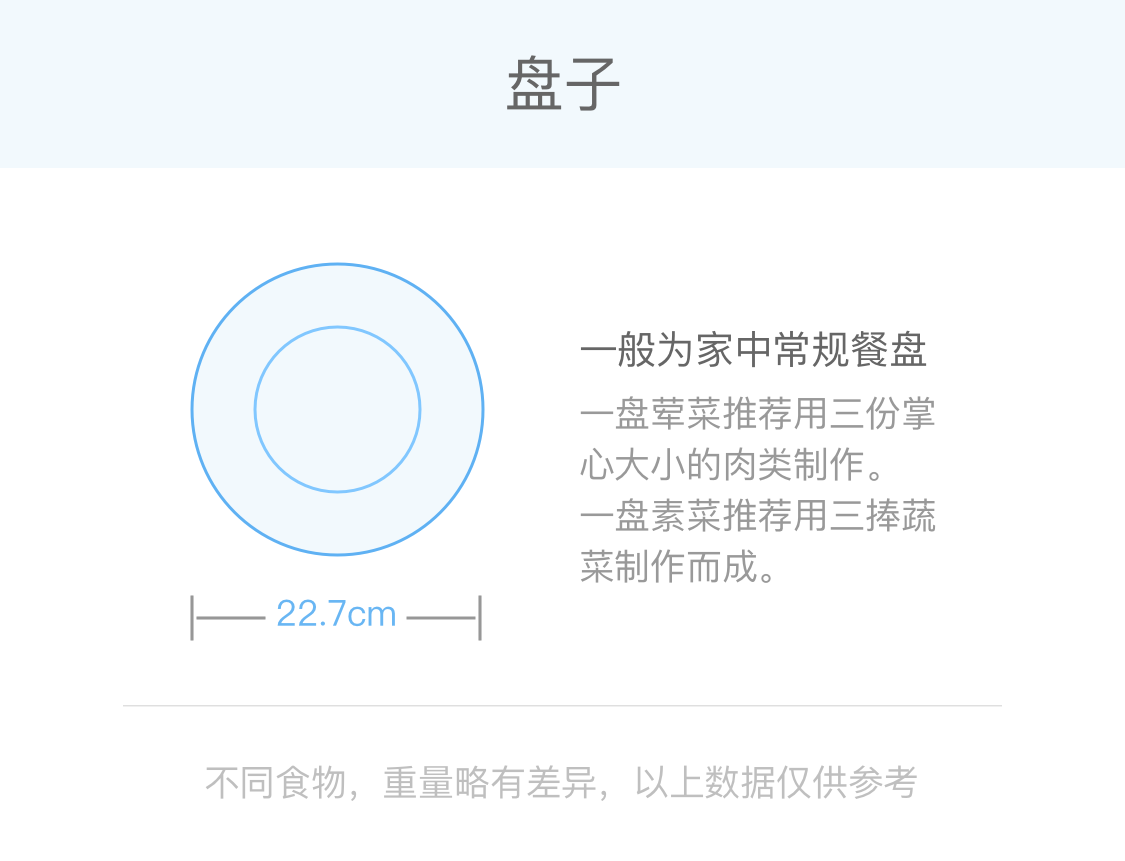 盘子
一般为家中常规餐盘
一盘荤菜推荐用三份掌
心大小的肉类制作。
一盘素菜推荐用三捧蔬
菜制作而成。
22.7cm
不同食物，重量略有差异，以上数据仅供参考